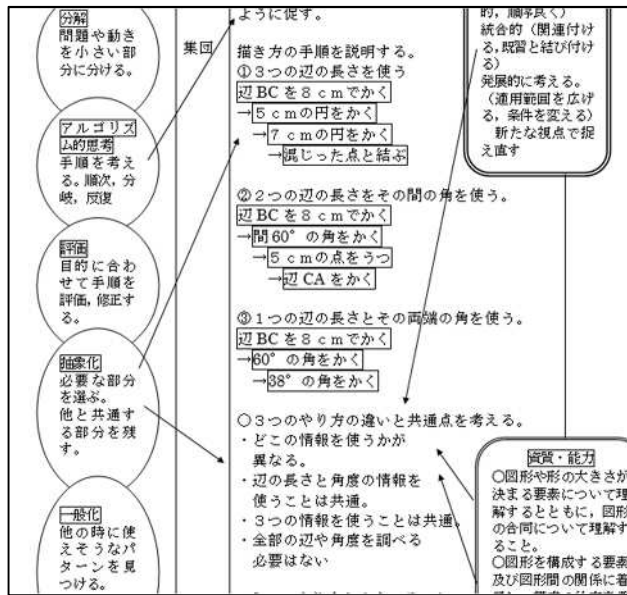 分解
問題や動き
を小さい部
分に分ける。
アルゴリズ
ム的思考
手順を考え
る。順次,分
岐,反復
評価
目的に合わ
せて手順を
評価,修正す
る。
抽象化
必要な部分
を選ぶ。
他と共通す
る部分を残
す。
一般化
他の時に使
えそうなパ
ターンを見
つける。
集団
ように促す。
描き方の手順を説明する。
①3つの辺の長さを使う
辺BCを8cmでかく
→5cmの円をかく
→7cmの円をかく
→混じった点と結ぶ
②2つの辺の長さをその間の角を使う。
辺BCを8cmでかく
→間60°の角をかく
→5cmの点をうつ
→辺CAをかく
③1つの辺の長さとその両端の角を使う。
辺BCを8cmでかく
→60°の角をかく
→38°の角をかく
○3つのやり方の違いと共通点を考える。
・どこの情報を使うかが
異なる。
・辺の長さと角度の情報を
使うことは共通。
・3つの情報を使うことは共通。
・全部の辺や角度を調べる
必要はない
的,順序良く)
統合的(関連付け
る,既習と結び付け
る)
発展的に考える。
(適用範囲を広げ
る,条件を変える)
新たな視点で捉
え直す
資質・能力
○図形や形の大きさが
決まる要素について理
解するとともに,図形
の合同について理解す
ること。
○図形を構成する要素
及び図形間の関係に着